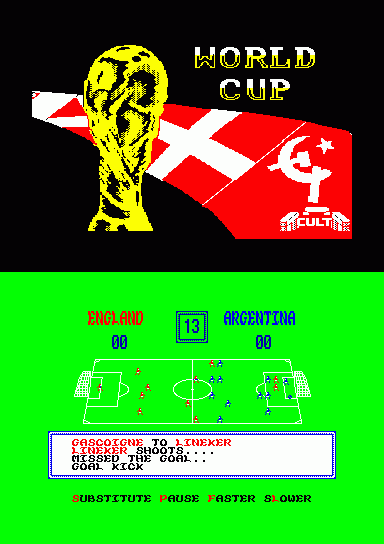 WORLD
CUP
CULT
ENGLAND 13 ARGENTINA
00 00
GASCOIGNE TO LINEKER
LINEKER SHOOTS....
MISSED THE GOAL..
GOAL KICK
SUBSTITUTE PAUSE FASTER SLOWER